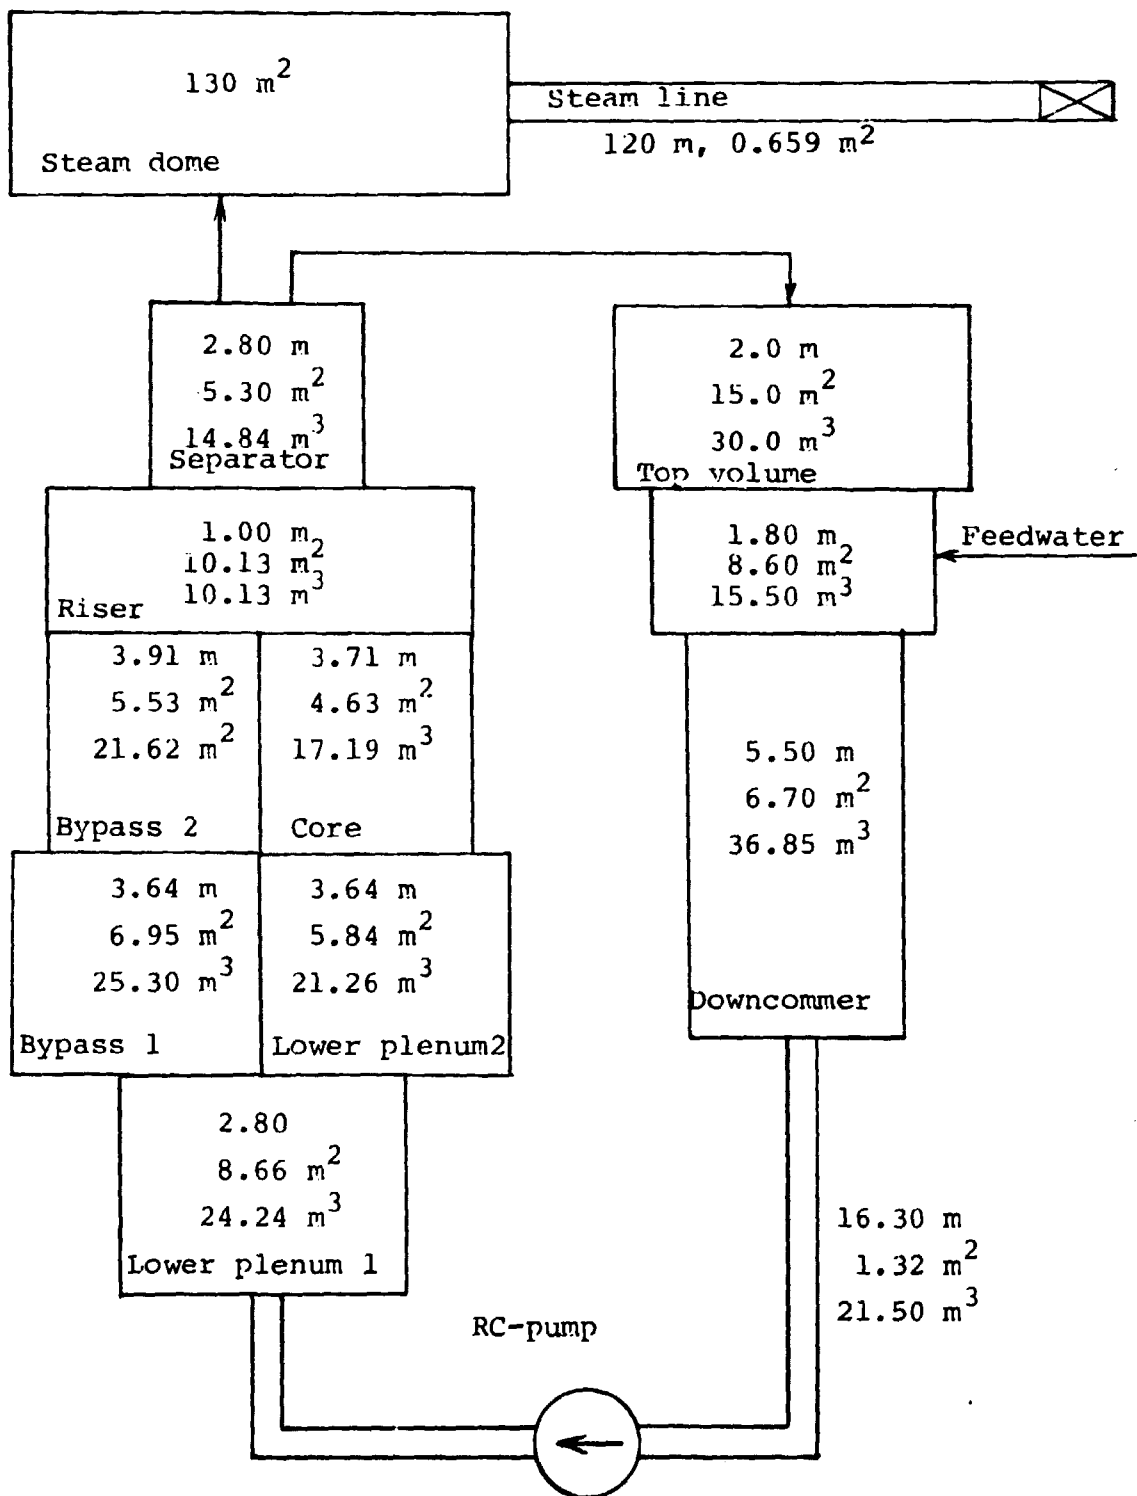 130 m²
Steam dome
Steam line
120 m, 0.659 m²
2.80 m
5.30 m²
14.84 m³
Separator
2.0 m
15.0 m²
30.0 m³
Top volume
1.00 m
10.13 m²
10.13 m³
Riser
1.80 m
8.60 m²
15.50 m³
Feedwater
3.91 m
5.53 m²
21.62 m²
Bypass 2
3.71 m
4.63 m²
17.19 m³
Core
5.50 m
6.70 m²
36.85 m³
Downcommer
3.64 m
6.95 m²
25.30 m³
Bypass 1
3.64 m
5.84 m²
21.26 m³
Lower plenum2
2.80
8.66 m²
24.24 m³
Lower plenum 1
16.30 m
1.32 m²
21.50 m³
RC-pump